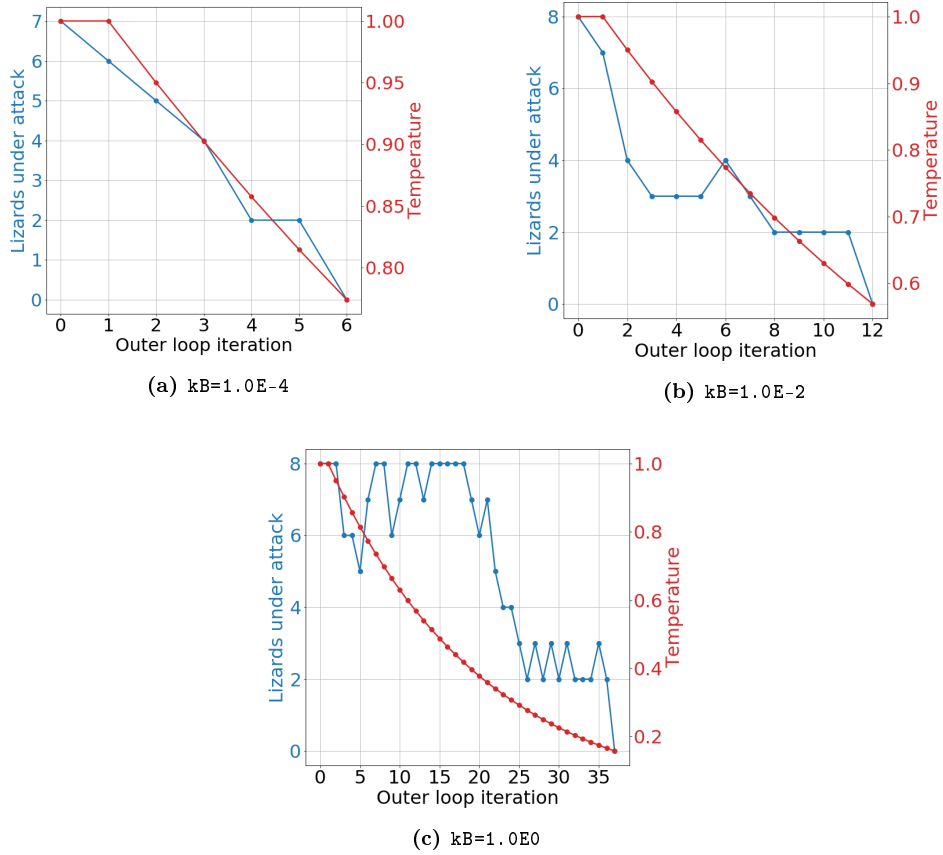 7
6
5
4
3
2
1
0
Lizards under attack
1.00
0.95
0.90
0.85
0.80
Temperature
0 1 2 3 4 5 6
Outer loop iteration
(a) kB=1.0E-4
8
6
4
2
0
Lizards under attack
1.0
0.9
0.8
0.7
0.6
Temperature
0 2 4 6 8 10 12
Outer loop iteration
(b) kB=1.0E-2
8
6
4
2
0
Lizards under attack
1.0
0.8
0.6
0.4
0.2
Temperature
0 5 10 15 20 25 30 35
Outer loop iteration
(c) kB=1.0E0